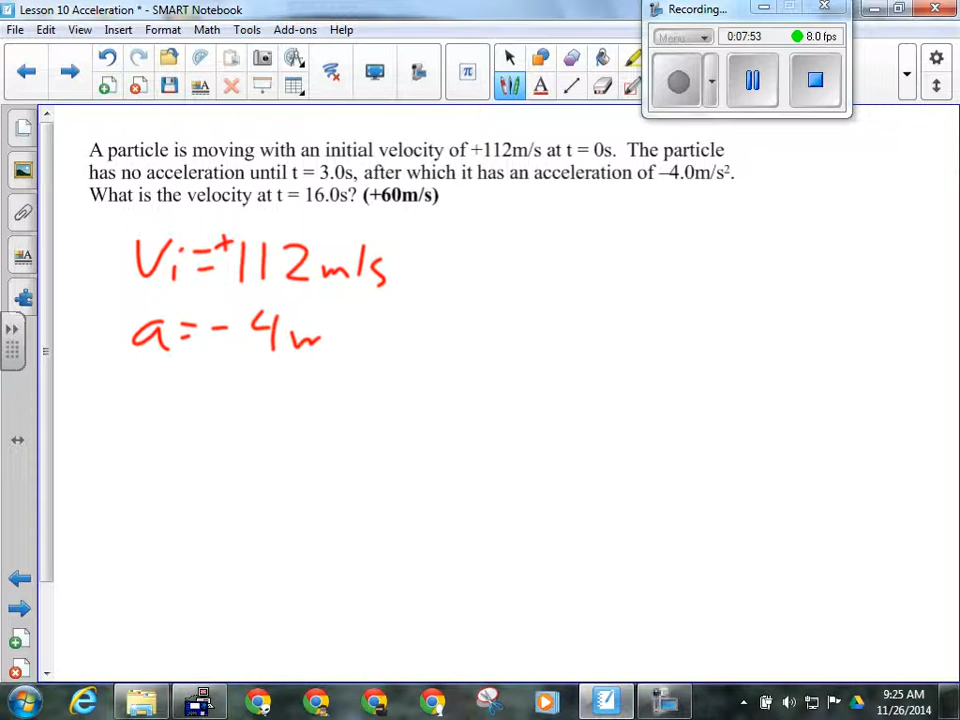 Lesson 10 Acceleration * - SMART Notebook
Recording...
File Edit View Insert Format Math Tools Add-ons Help
Menu
0:07:53
8.0 fps
π
A
A particle is moving with an initial velocity of +112m/s at t = 0s. The particle
has no acceleration until t = 3.0s, after which it has an acceleration of –4.0m/s².
What is the velocity at t = 16.0s? (+60m/s)
Vi=+112m/s
a=- 4m
9:25 AM
11/26/2014